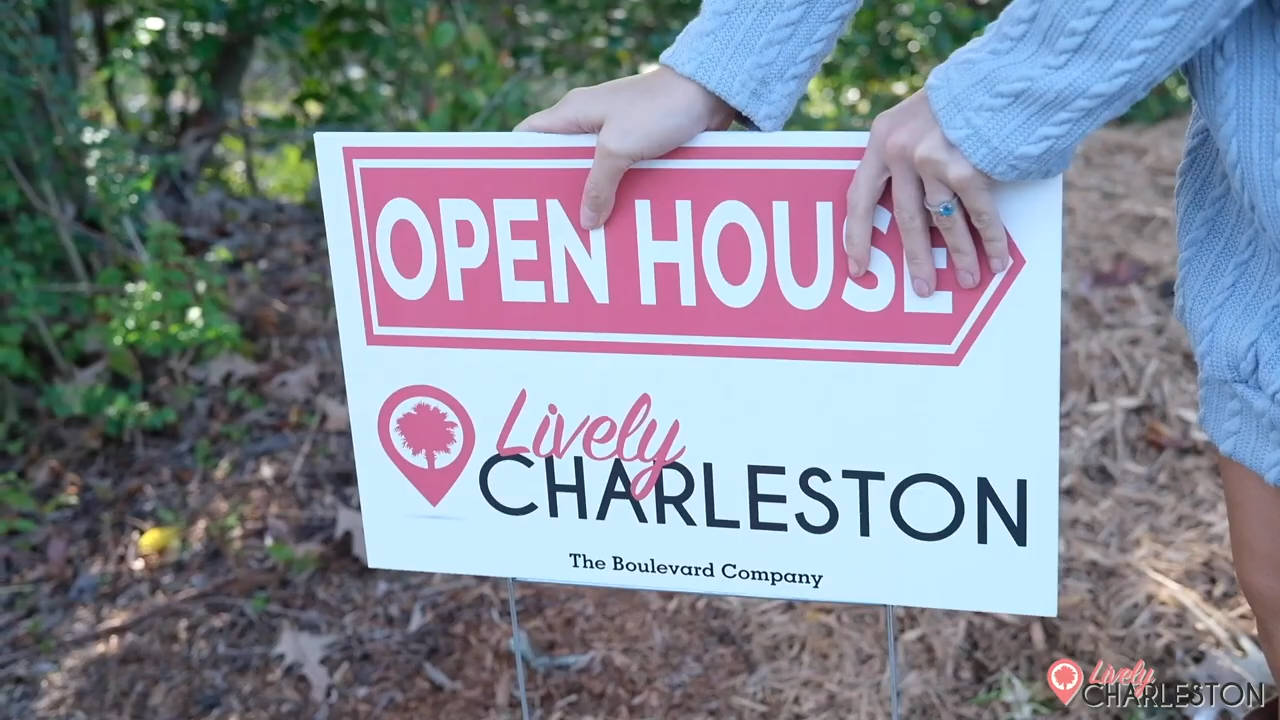 OPEN HOUSE
Lively
CHARLESTON
The Boulevard Company
Lively
CHARLESTON